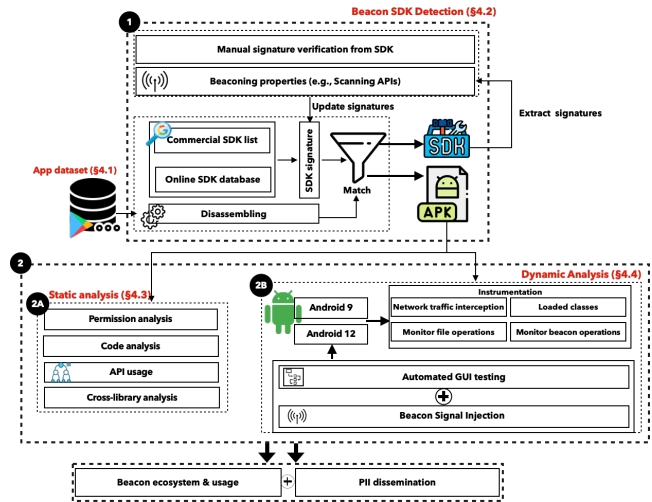 Beacon SDK Detection (§4.2)
1
Manual signature verification from SDK
Beaconing properties (e.g., Scanning APIs)
Update signatures
Extract signatures
Commercial SDK list
Online SDK database
SDK signature
Match
SDK
App dataset (§4.1)
Disassembling
APK
2
Static analysis (§4.3)
Dynamic Analysis (§4.4)
2A
Permission analysis
Code analysis
API usage
Cross-library analysis
2B
Android 9
Android 12
Instrumentation
Network traffic interception
Loaded classes
Monitor file operations
Monitor beacon operations
Automated GUI testing
+
Beacon Signal Injection
Beacon ecosystem & usage
+
PII dissemination